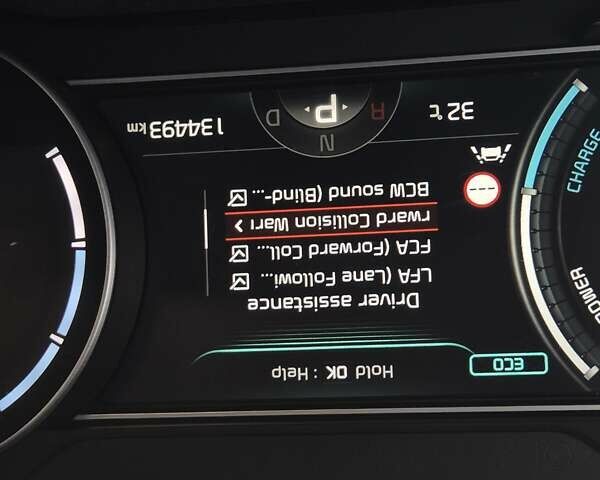 Hold OK : Help
ECO
Driver assistance
LFA (Lane Followi...
FCA (Forward Coll...
rward Collision Warı >
BCW sound (Blind-...
---
32°C
N
R P D
134493 km
POWER
CHARGE